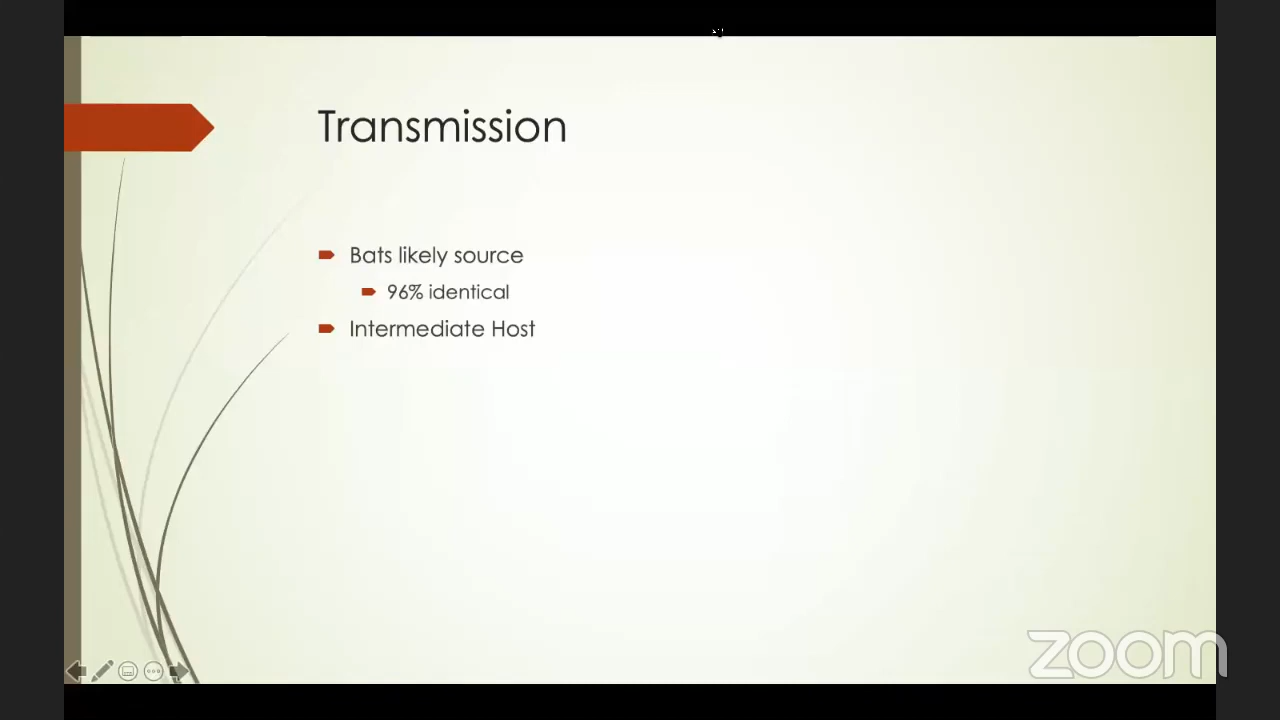 Transmission
Bats likely source
96% identical
Intermediate Host
zoom